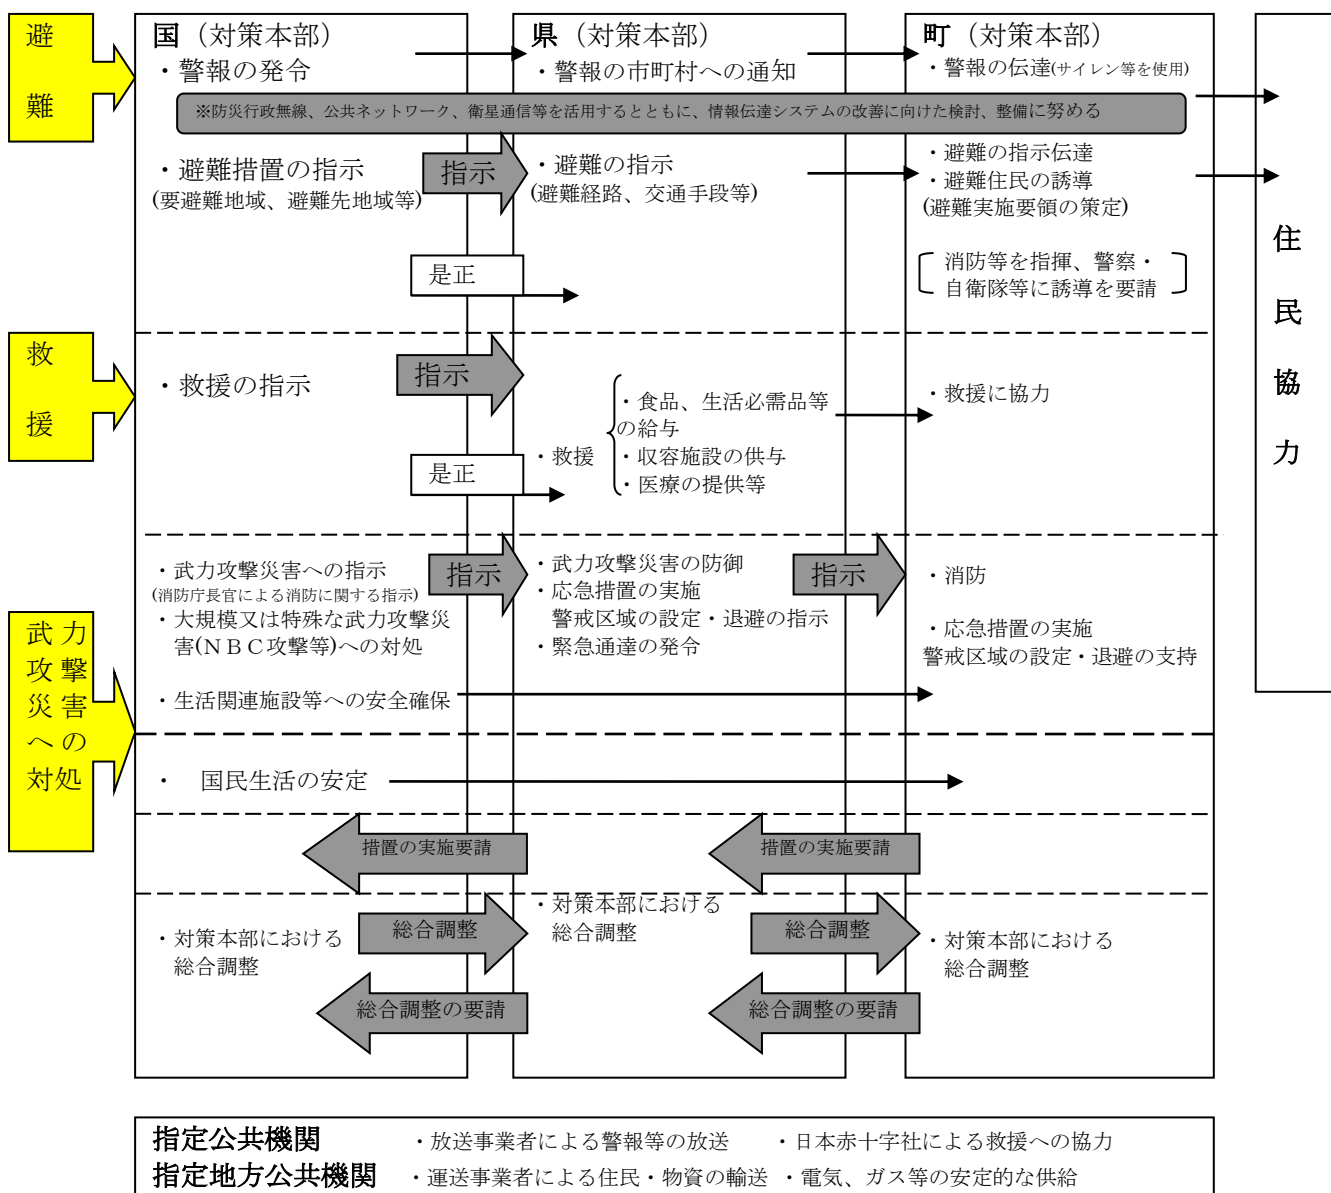 避
難
国（対策本部）
・警報の発令
県（対策本部）
・警報の市町村への通知
町（対策本部）
・警報の伝達(サイレン等を使用)
※防災行政無線、公共ネットワーク、衛星通信等を活用するとともに、情報伝達システムの改善に向けた検討、整備に努める
・避難措置の指示
(要避難地域、避難先地域等)
指示
・避難の指示
(避難経路、交通手段等)
・避難の指示伝達
・避難住民の誘導
(避難実施要領の策定)
消防等を指揮、警察・
自衛隊等に誘導を要請
是正
住
民
協
力
救
援
・救援の指示
指示
是正
・救援
・食品、生活必需品等
の給与
・収容施設の供与
・医療の提供等
・救援に協力
武力
攻撃
災害
への
対処
・武力攻撃災害への指示
(消防庁長官による消防に関する指示)
・大規模又は特殊な武力攻撃災
害(ＮＢＣ攻撃等)への対処
・生活関連施設等への安全確保
指示
・武力攻撃災害の防御
・応急措置の実施
警戒区域の設定・退避の指示
・緊急通達の発令
指示
・消防
・応急措置の実施
警戒区域の設定・退避の支持
・　国民生活の安定
措置の実施要請
措置の実施要請
・対策本部における
総合調整
総合調整
・対策本部における
総合調整
総合調整
・対策本部における
総合調整
総合調整の要請
総合調整の要請
指定公共機関　・放送事業者による警報等の放送　・日本赤十字社による救援への協力
指定地方公共機関　・運送事業者による住民・物資の輸送　・電気、ガス等の安定的な供給